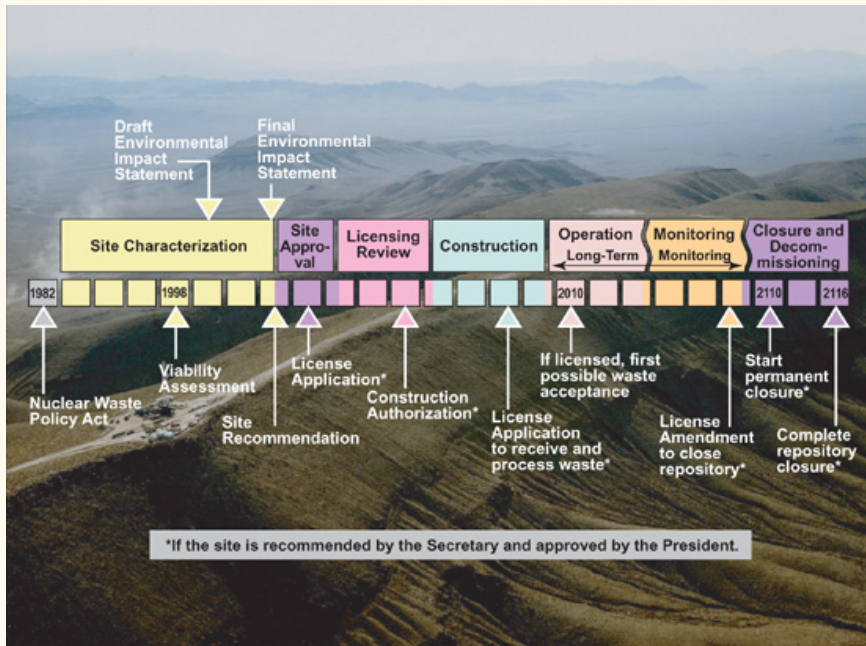 Draft
Environmental
Impact
Statement
Final
Environmental
Impact
Statement
Site Characterization
Site
Appro-
val
Licensing
Review
Construction
Operation
Long-Term
Monitoring
Monitoring
Closure and
Decom-
missioning
1982
1998
2010
2110
2116
Nuclear Waste
Policy Act
Viability
Assessment
Site
Recommendation
License
Application*
Construction
Authorization*
License
Application
to receive and
process waste*
If licensed, first
possible waste
acceptance
License
Amendment
to close
repository*
Start
permanent
closure*
Complete
repository
closure*
*If the site is recommended by the Secretary and approved by the President.